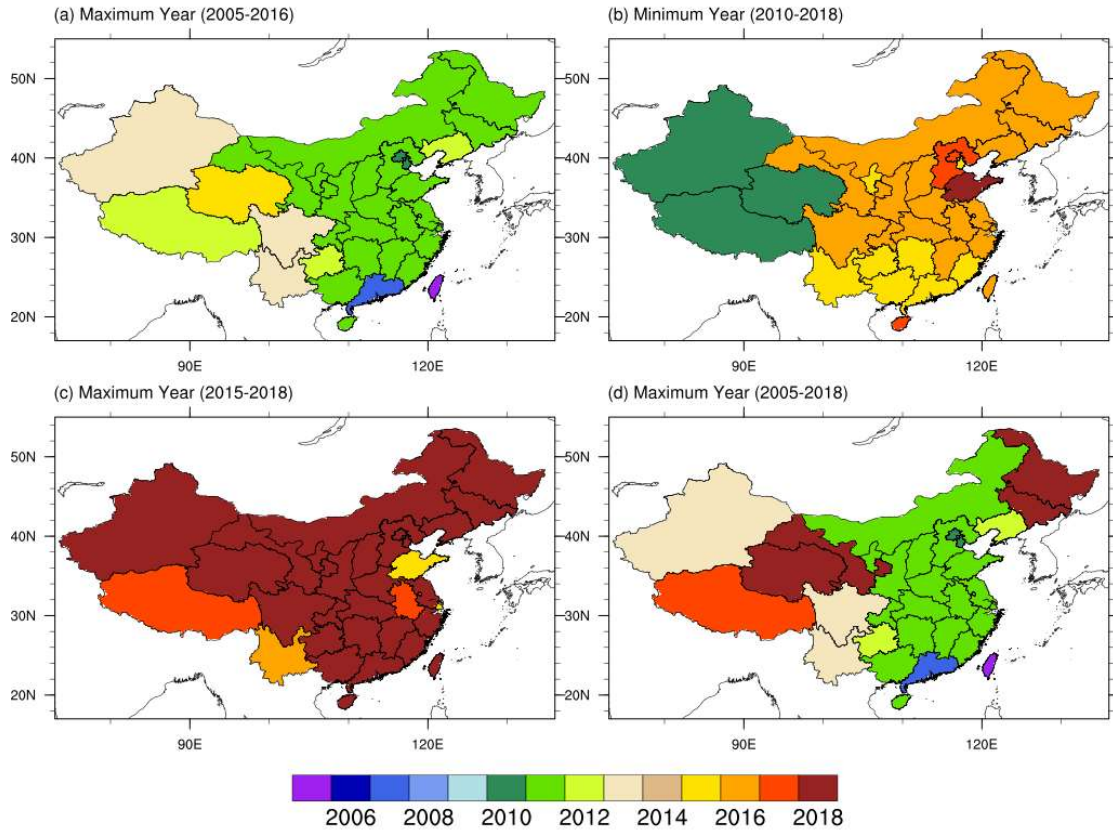 (a) Maximum Year (2005-2016)
(b) Minimum Year (2010-2018)
50N
40N
30N
20N
90E
120E
50N
40N
30N
20N
90E
120E
(c) Maximum Year (2015-2018)
(d) Maximum Year (2005-2018)
50N
40N
30N
20N
90E
120E
50N
40N
30N
20N
90E
120E
2006 2008 2010 2012 2014 2016 2018